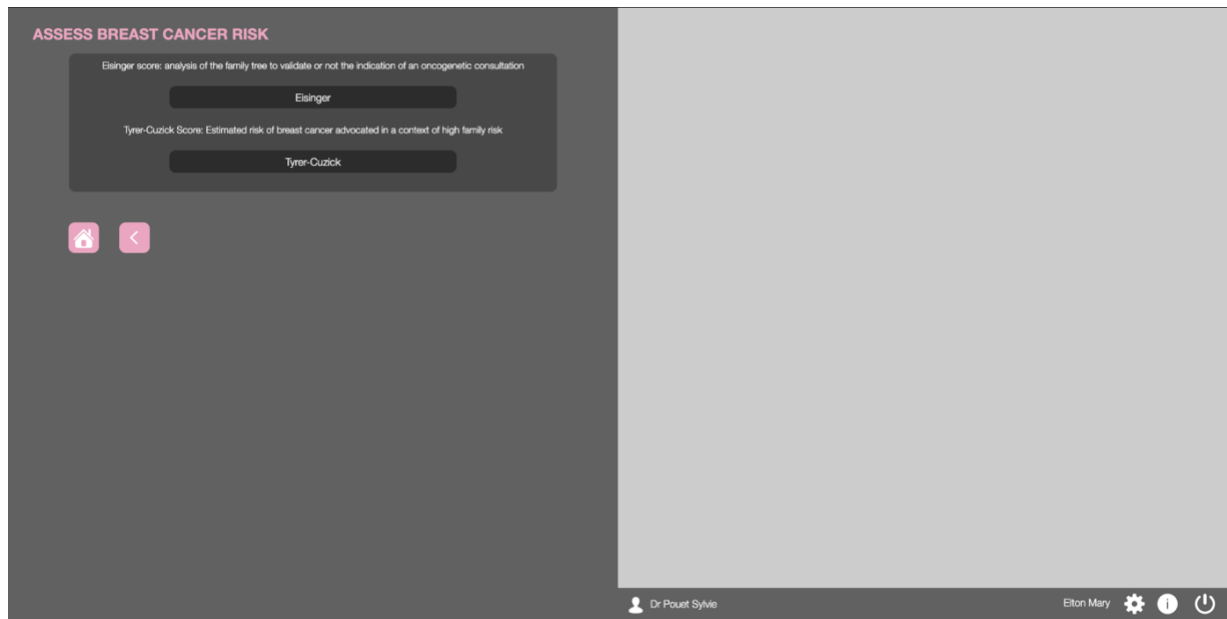 ASSESS BREAST CANCER RISK
Eisinger score: analysis of the family tree to validate or not the indication of an oncogenetic consultation
Eisinger
Tyrer-Cuzick Score: Estimated risk of breast cancer advocated in a context of high family risk
Tyrer-Cuzick
Dr Pouet Sylvie
Elton Mary